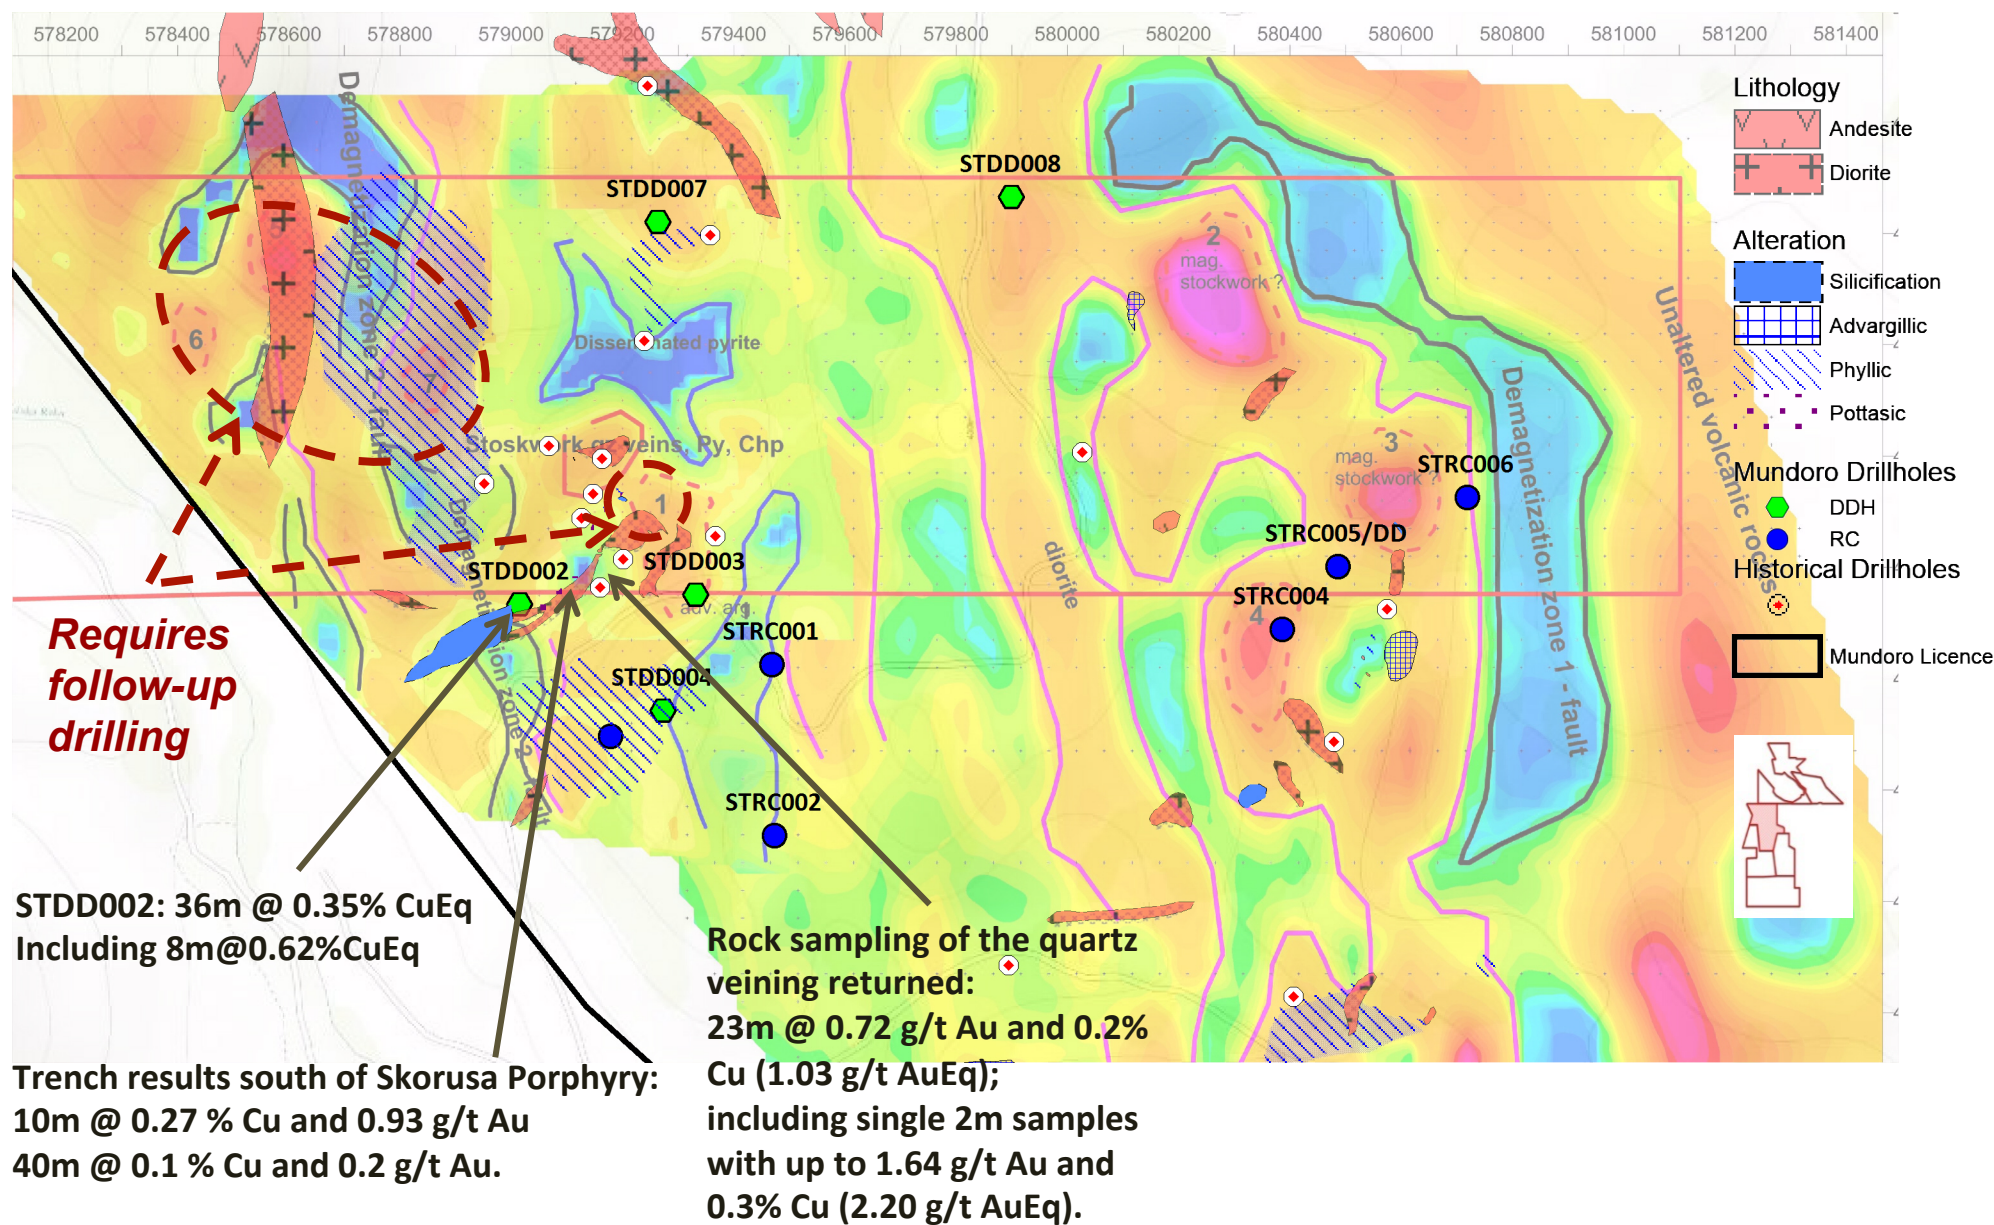 578200 578400 578600 578800 579000 579200 579400 579600 579800 580000 580200 580400 580600 580800 581000 581200 581400
Lithology
Andesite
Diorite
Alteration
Silicification
Advargillic
Phyllic
Pottasic
Mundoro Drillholes
DDH
RC
Historical Drillholes
Mundoro Licence
STDD008
STDD007
Demagnetization zone 2 - fault
2
mag.
stockwork ?
6
7
Disseminated pyrite
Stoskwork qz veins, Py, Chp
3
mag.
stockwork ?
STRC006
1
STRC005/DD
STDD003
STDD002
adv. arg.
STRC004
4
STRC001
STDD004
STRC002
diorite
Demagnetization zone 2 - fault
Demagnetization zone 1 - fault
Unaltered volcanic rocks
Requires
follow-up
drilling
STDD002: 36m @ 0.35% CuEq
Including 8m@0.62%CuEq
Trench results south of Skorusa Porphyry:
10m @ 0.27 % Cu and 0.93 g/t Au
40m @ 0.1 % Cu and 0.2 g/t Au.
Rock sampling of the quartz
veining returned:
23m @ 0.72 g/t Au and 0.2%
Cu (1.03 g/t AuEq);
including single 2m samples
with up to 1.64 g/t Au and
0.3% Cu (2.20 g/t AuEq).